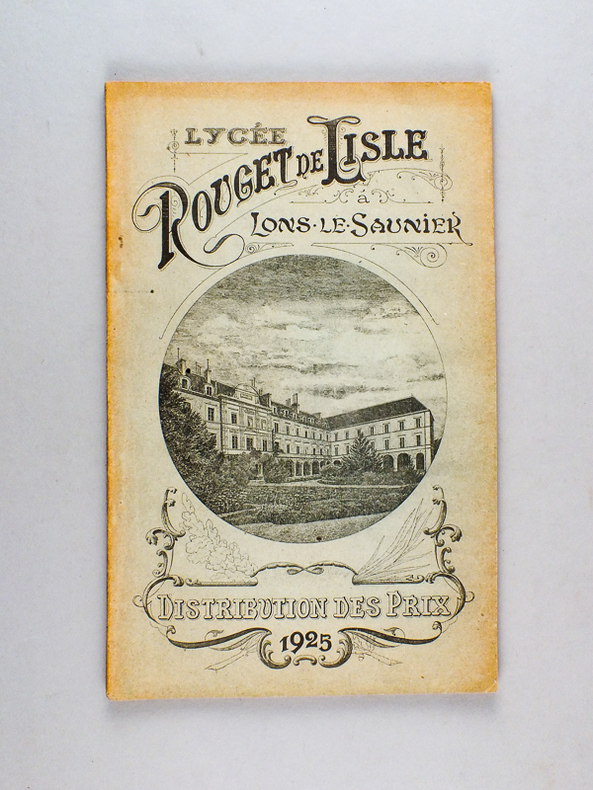 LYCÉE
ROUGET DE LISLE
à
LONS-LE-SAUNIER
DISTRIBUTION DES PRIX
1925